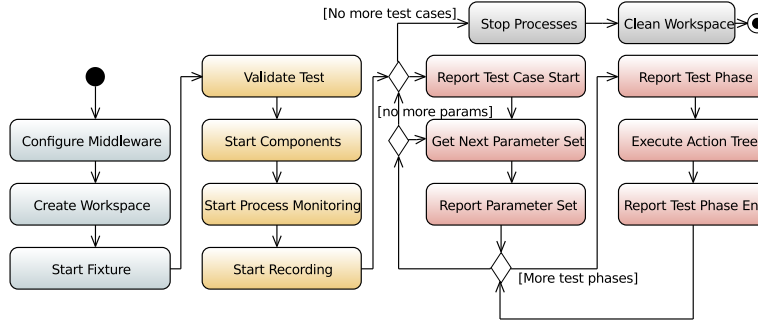 [No more test cases]
Stop Processes
Clean Workspace
Validate Test
Report Test Case Start
Report Test Phase
[no more params]
Configure Middleware
Start Components
Get Next Parameter Set
Execute Action Tree
Create Workspace
Start Process Monitoring
Report Parameter Set
Report Test Phase En
Start Fixture
Start Recording
[More test phases]